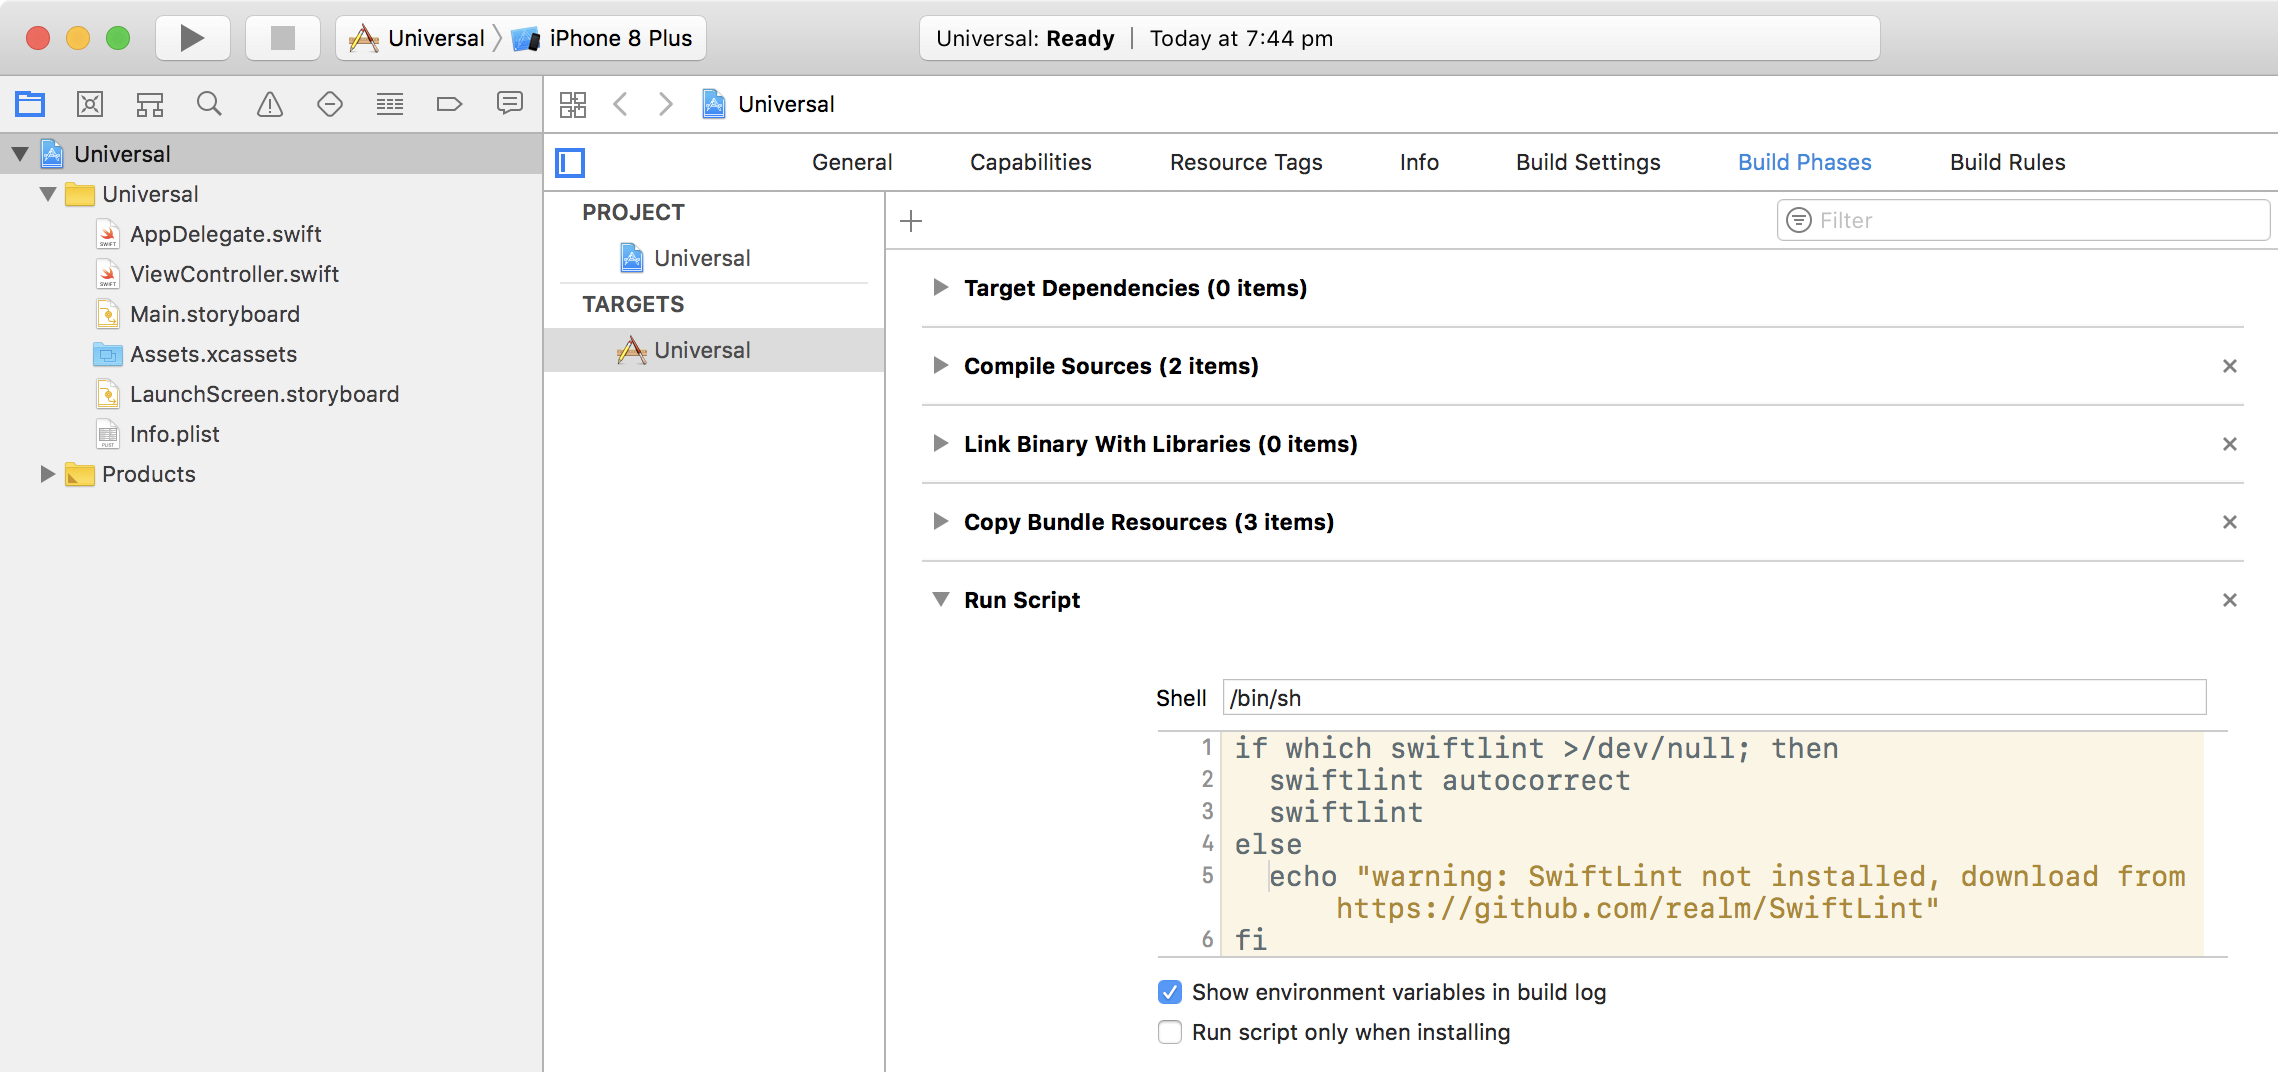 Universal
iPhone 8 Plus
Universal: Ready
Today at 7:44 pm
Universal
Universal
Universal
AppDelegate.swift
ViewController.swift
Main.storyboard
Assets.xcassets
LaunchScreen.storyboard
Info.plist
Products
General
Capabilities
Resource Tags
Info
Build Settings
Build Phases
Build Rules
PROJECT
Universal
TARGETS
Universal
Filter
Target Dependencies (0 items)
Compile Sources (2 items)
Link Binary With Libraries (0 items)
Copy Bundle Resources (3 items)
Run Script
Shell /bin/sh
1 if which swiftlint >/dev/null; then
2 swiftlint autocorrect
3 swiftlint
4 else
5 echo "warning: SwiftLint not installed, download from
https://github.com/realm/SwiftLint"
6 fi
Show environment variables in build log
Run script only when installing